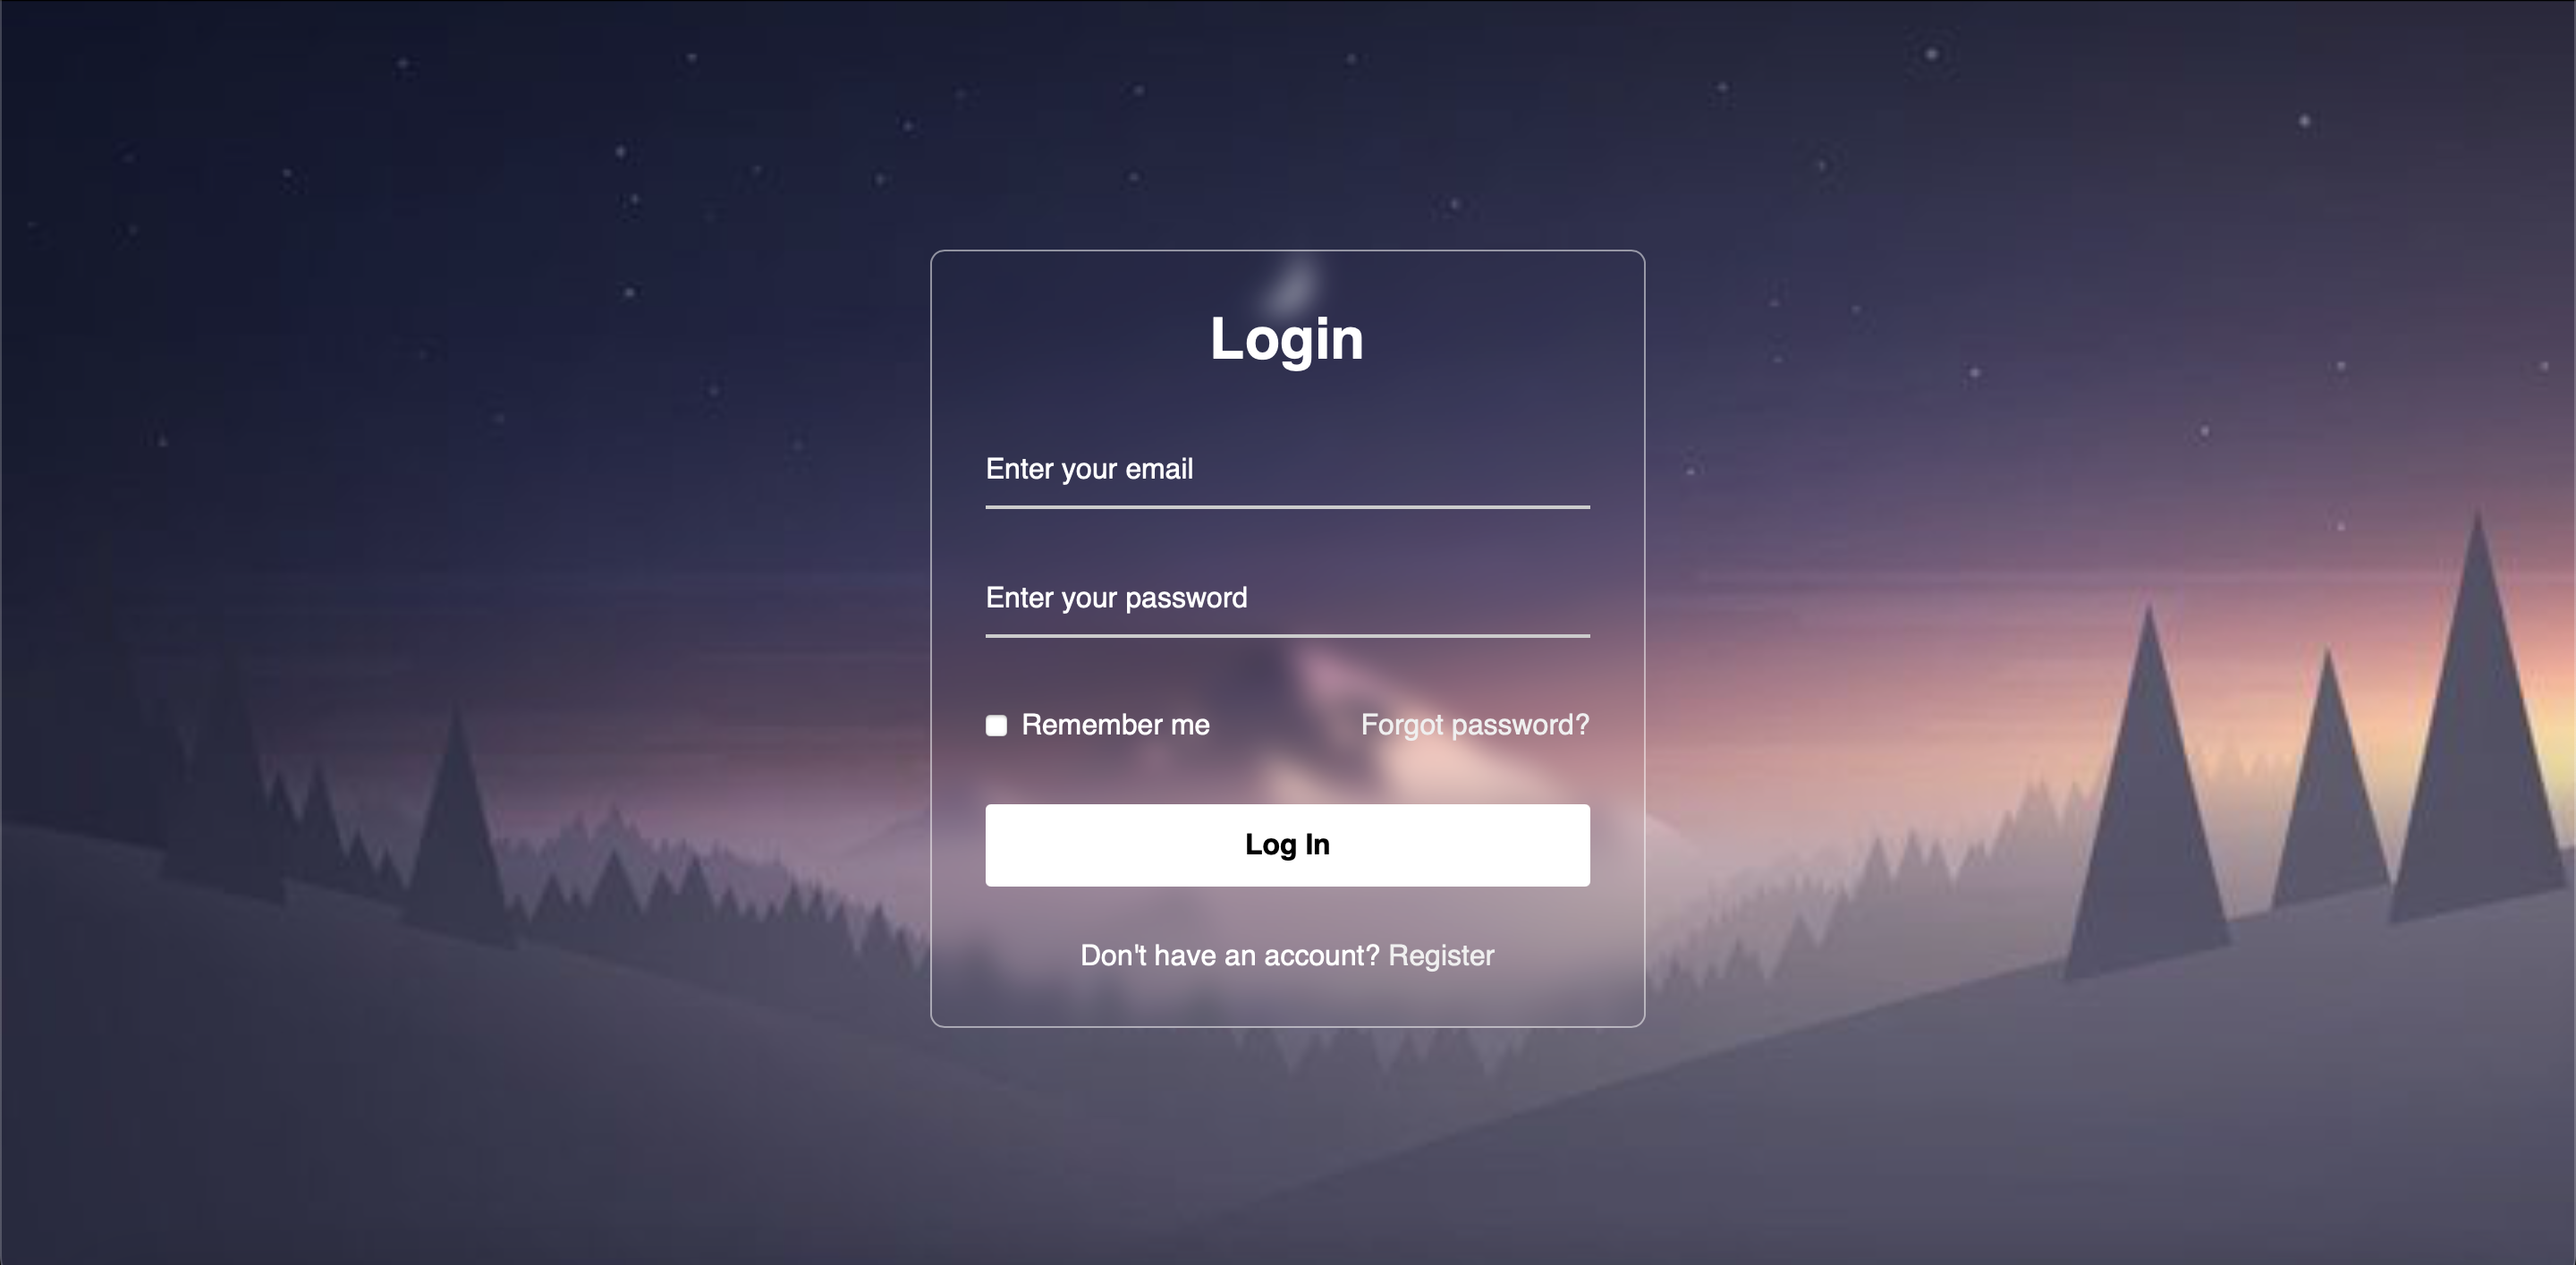 Login
Enter your email
Enter your password
Remember me Forgot password?
Log In
Don't have an account? Register